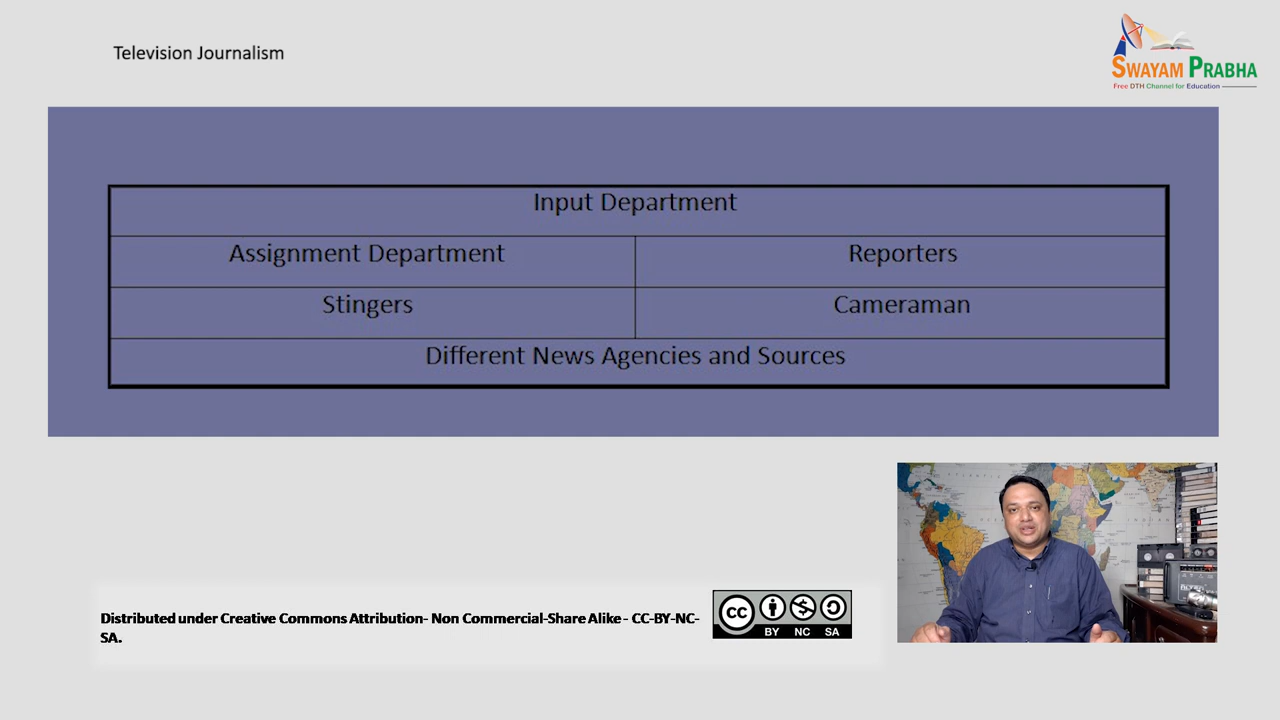 Television Journalism
SWAYAM PRABHA
Free DTH Channel for Education
Input Department
Assignment Department
Reporters
Stingers
Cameraman
Different News Agencies and Sources
Distributed under Creative Commons Attribution- Non Commercial-Share Alike - CC-BY-NC-
SA.
CC
BY NC SA